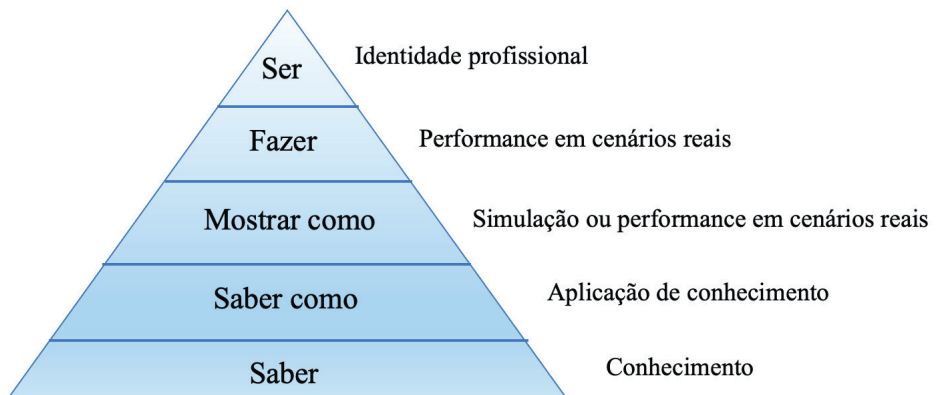 Ser
Identidade profissional
Fazer
Performance em cenários reais
Mostrar como
Simulação ou performance em cenários reais
Saber como
Aplicação de conhecimento
Saber
Conhecimento